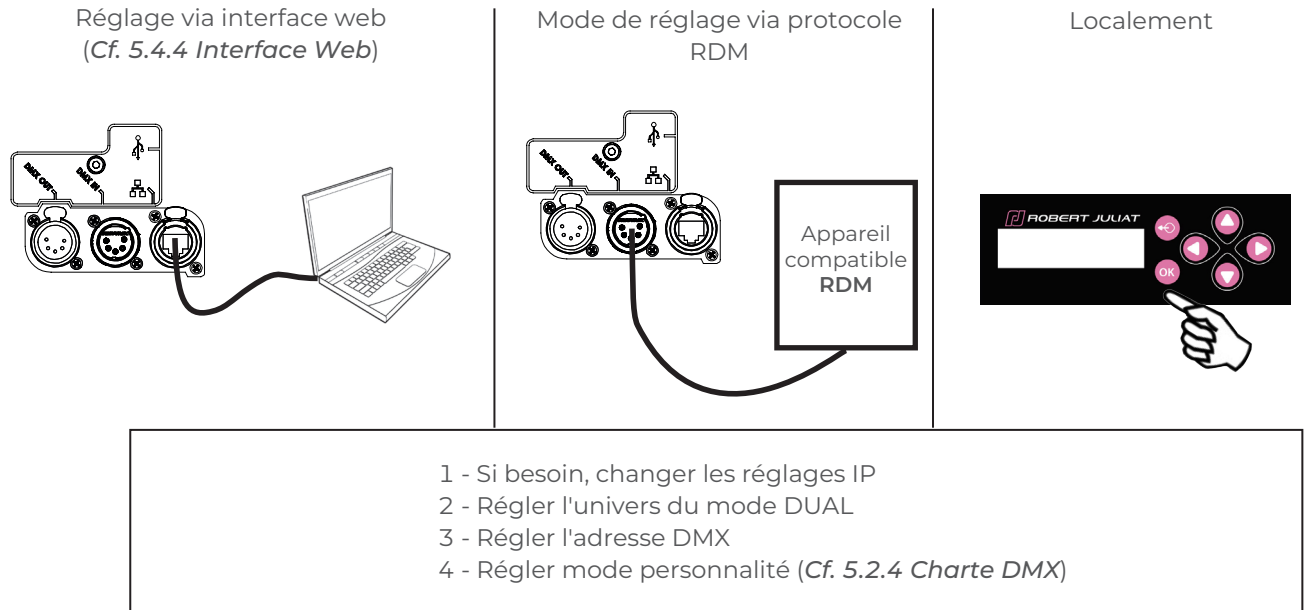 Réglage via interface web
(Cf. 5.4.4 Interface Web)
DMX OUT
DMX IN
Mode de réglage via protocole
RDM
DMX OUT
DMX IN
Appareil
compatible
RDM
Localement
ROBERT JULIAT
OK
1 - Si besoin, changer les réglages IP
2 - Régler l'univers du mode DUAL
3 - Régler l'adresse DMX
4 - Régler mode personnalité (Cf. 5.2.4 Charte DMX)